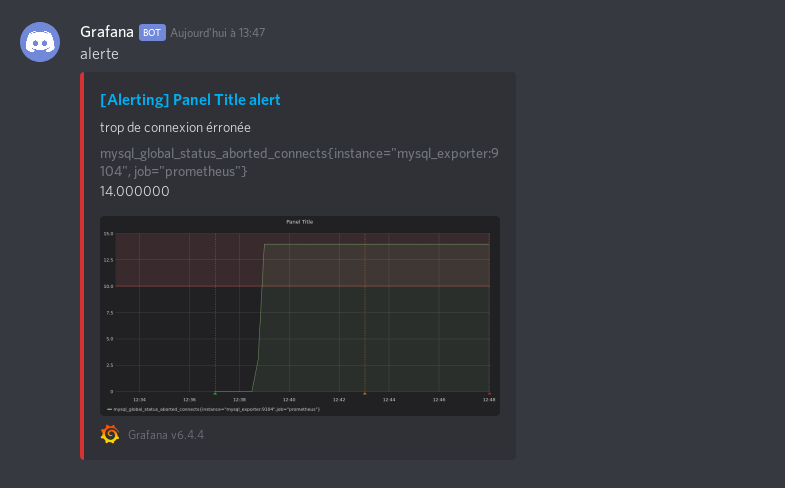 Grafana BOT Aujourd'hui à 13:47
alerte
[Alerting] Panel Title alert
trop de connexion érronée
mysql_global_status_aborted_connects{instance="mysql_exporter:9
104", job="prometheus"}
14.000000
Panel Title
15.0
12.5
10.0
7.5
5.0
2.5
0
12:34 12:36 12:38 12:40 12:42 12:44 12:46 12:48
mysql_global_status_aborted_connects{instance="mysql_exporter:9104",job="prometheus"}
Grafana v6.4.4